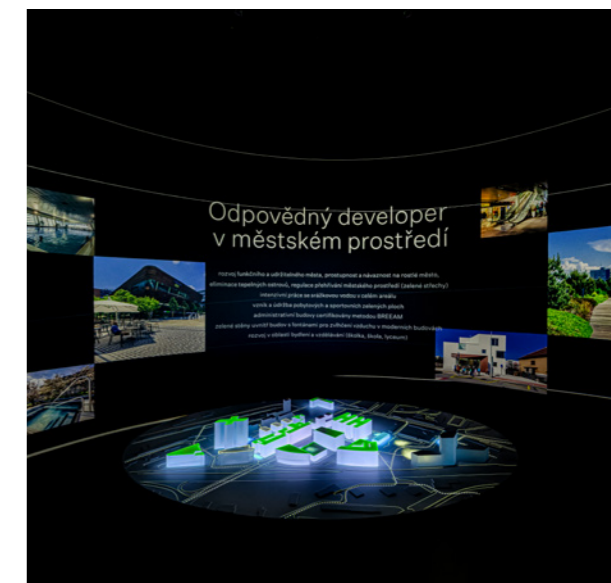 Odpovědný developer
v městském prostředí
rozvoj funkčního a udržitelného města, prostupnost a návaznost na rostlé město,
eliminace tepelných ostrovů, regulace přehřívání městského prostředí (zelené střechy)
intenzivní práce se srážkovou vodou v celém areálu
vznik a údržba pobytových a sportovních zelených ploch
administrativní budovy certifikovány metodou BREEAM
zelené stěny uvnitř budov s fontánami pro zvlhčení vzduchu v moderních budovách
rozvoj v oblasti bydlení a vzdělávání (školka, škola, lyceum)